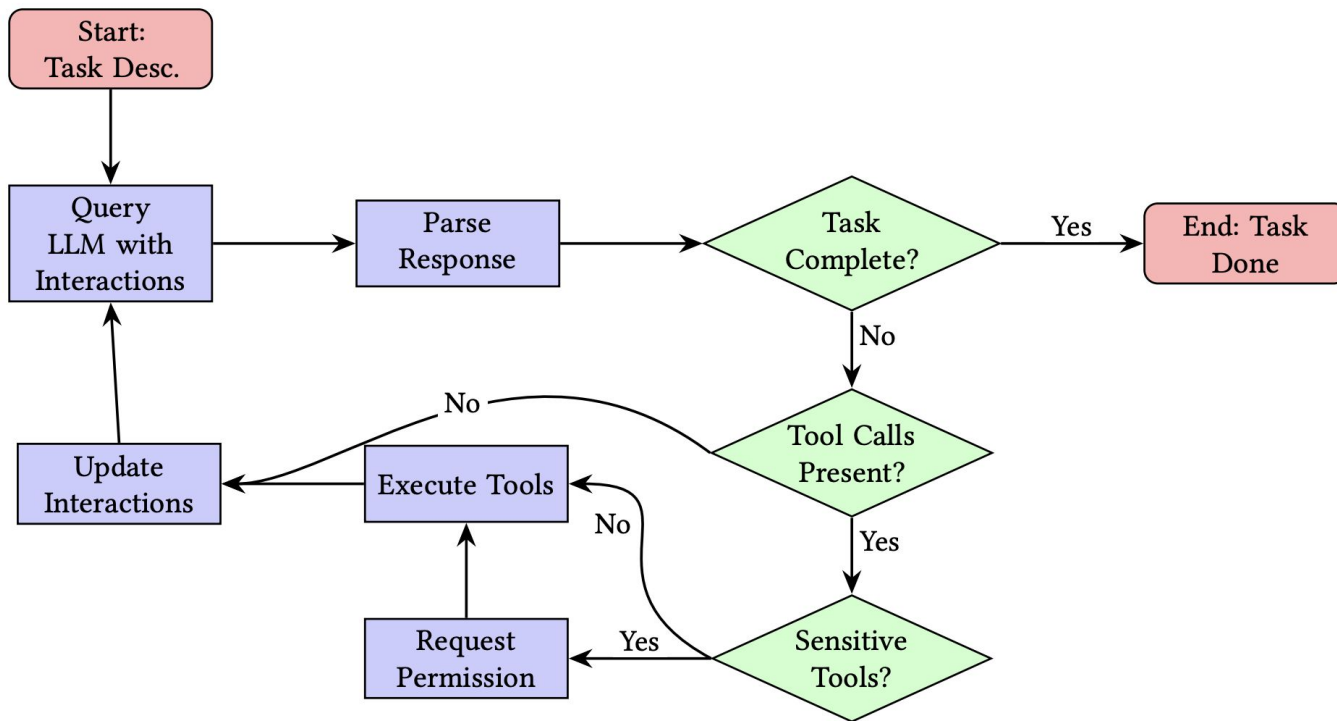 Start:
Task Desc.
Query
LLM with
Interactions
Parse
Response
Task
Complete?
Yes
End: Task
Done
No
No
Tool Calls
Present?
Update
Interactions
Execute Tools
No
Yes
Request
Permission
Yes
Sensitive
Tools?